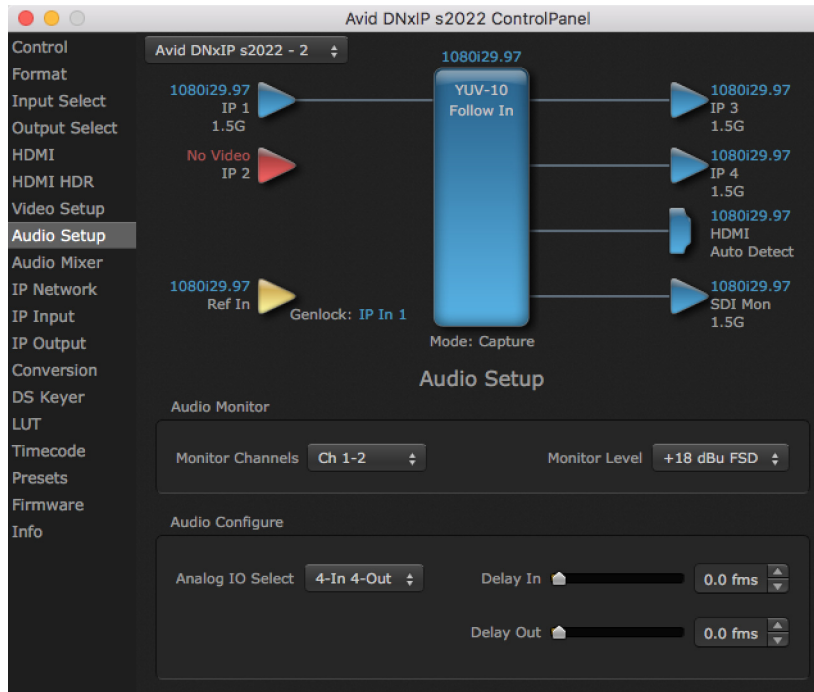 Avid DNxIP s2022 ControlPanel
Control
Format
Input Select
Output Select
HDMI
HDMI HDR
Video Setup
Audio Setup
Audio Mixer
IP Network
IP Input
IP Output
Conversion
DS Keyer
LUT
Timecode
Presets
Firmware
Info
Avid DNxIP s2022 - 2
1080i29.97
1080i29.97
IP 1
1.5G
No Video
IP 2
1080i29.97
Ref In
Genlock: IP In 1
YUV-10
Follow In
Mode: Capture
1080i29.97
IP 3
1.5G
1080i29.97
IP 4
1.5G
1080i29.97
HDMI
Auto Detect
1080i29.97
SDI Mon
1.5G
Audio Setup
Audio Monitor
Monitor Channels Ch 1-2 Monitor Level +18 dBu FSD
Audio Configure
Analog IO Select 4-In 4-Out Delay In 0.0 fms
Delay Out 0.0 fms